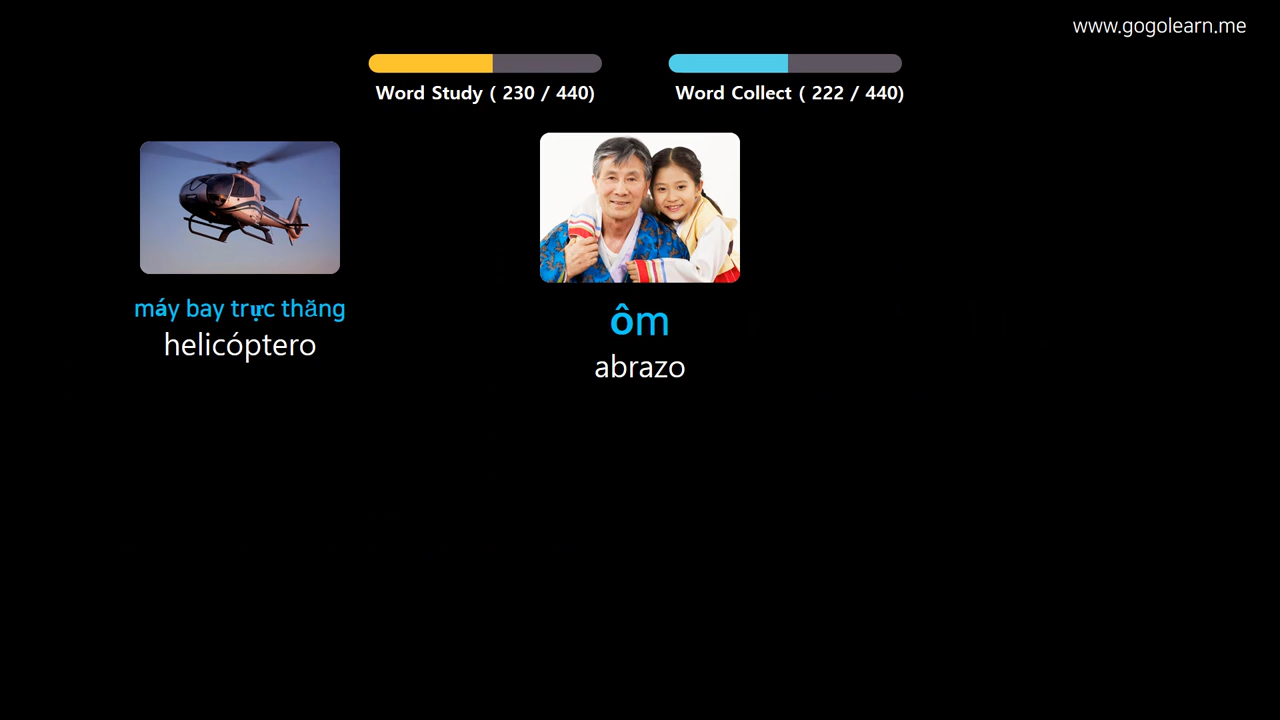 www.gogolearn.me
Word Study ( 230 / 440)
Word Collect ( 222 / 440)
máy bay trực thăng
helicóptero
ôm
abrazo